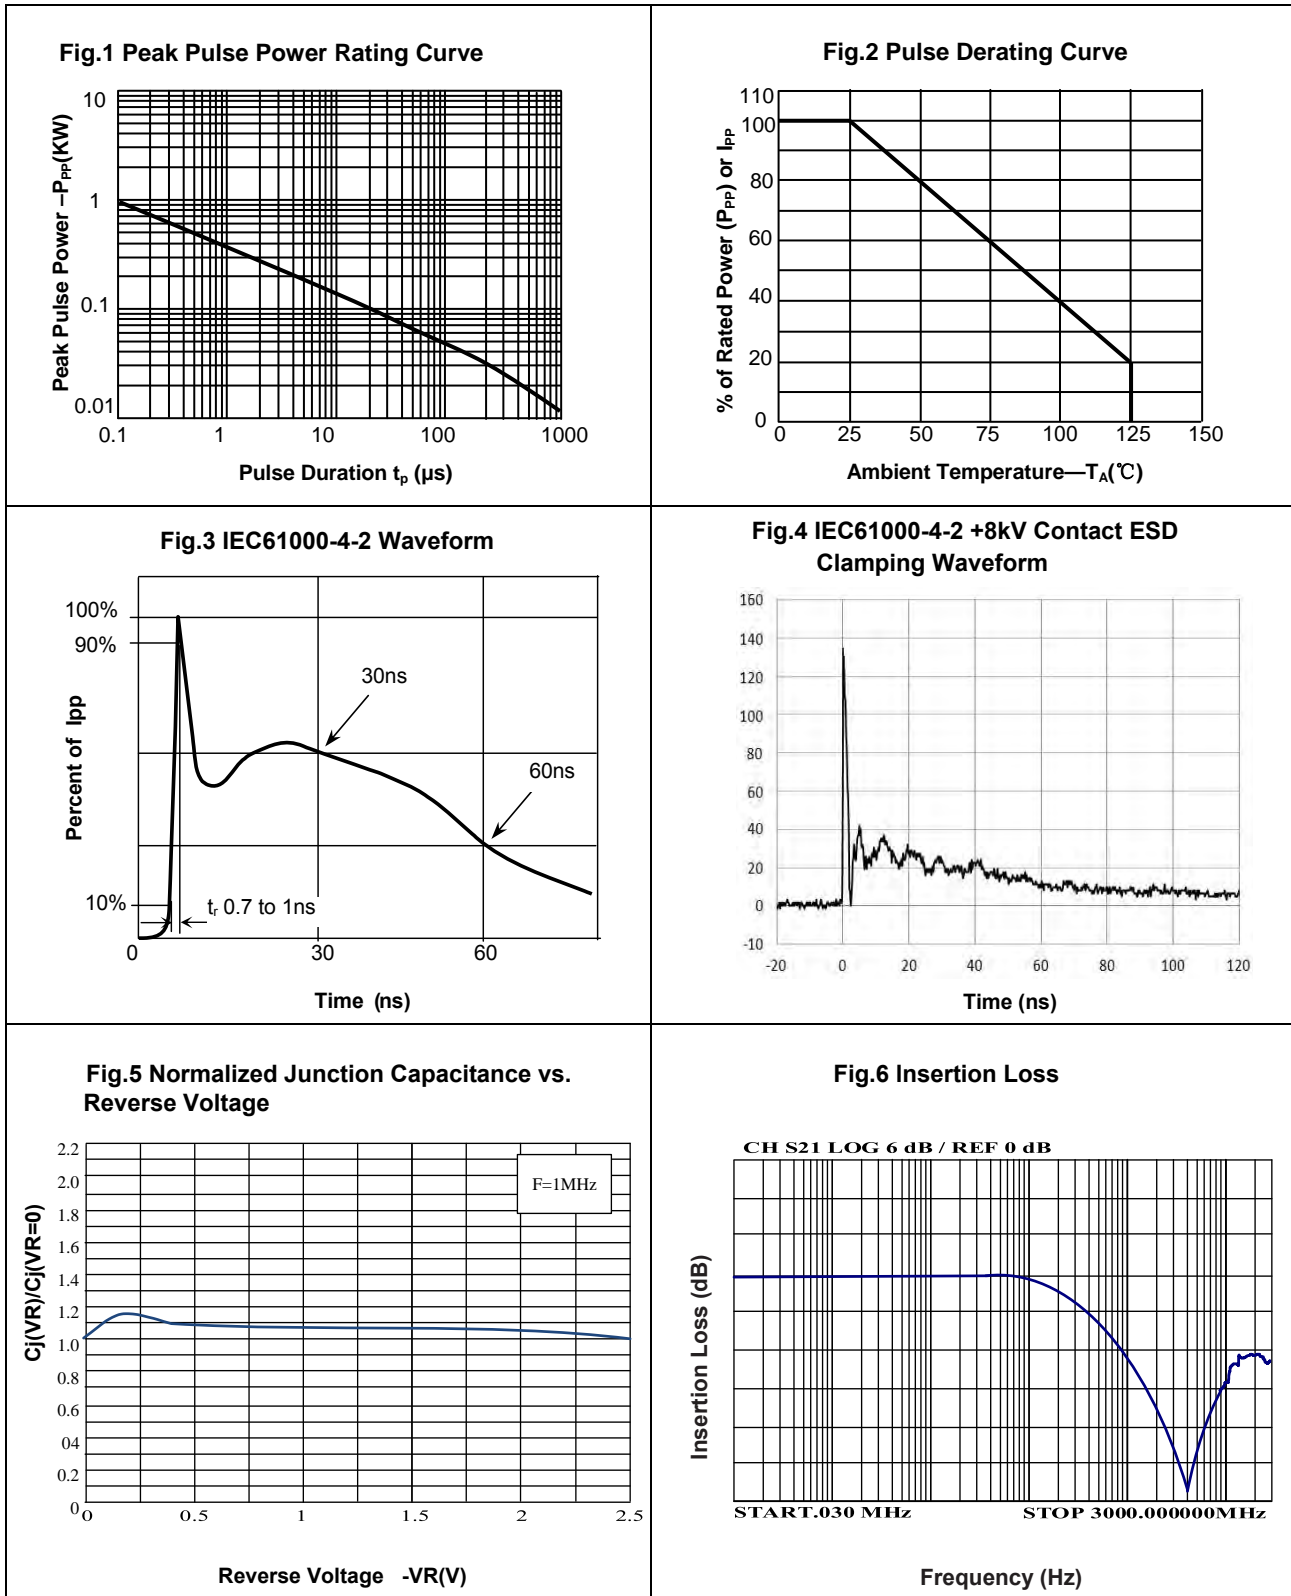 Fig.1 Peak Pulse Power Rating Curve
Peak Pulse Power –PPP(KW)
10
1
0.1
0.01
0.1 1 10 100 1000
Pulse Duration tp (µs)
Fig.2 Pulse Derating Curve
% of Rated Power (PPP) or IPP
110
100
80
60
40
20
0
0 25 50 75 100 125 150
Ambient Temperature—TA(℃)
Fig.3 IEC61000-4-2 Waveform
Percent of Ipp
100%
90%
30ns
60ns
10%
tr 0.7 to 1ns
0 30 60
Time (ns)
Fig.4 IEC61000-4-2 +8kV Contact ESD
Clamping Waveform
160
140
120
100
80
60
40
20
0
-10
-20 0 20 40 60 80 100 120
Time (ns)
Fig.5 Normalized Junction Capacitance vs.
Reverse Voltage
Cj(VR)/Cj(VR=0)
2.2
2.0
1.8
1.6
1.4
1.2
1.0
0.8
0.6
04
0.2
0
F=1MHz
0 0.5 1 1.5 2 2.5
Reverse Voltage -VR(V)
Fig.6 Insertion Loss
CH S21 LOG 6 dB / REF 0 dB
Insertion Loss (dB)
START.030 MHz STOP 3000.000000MHz
Frequency (Hz)